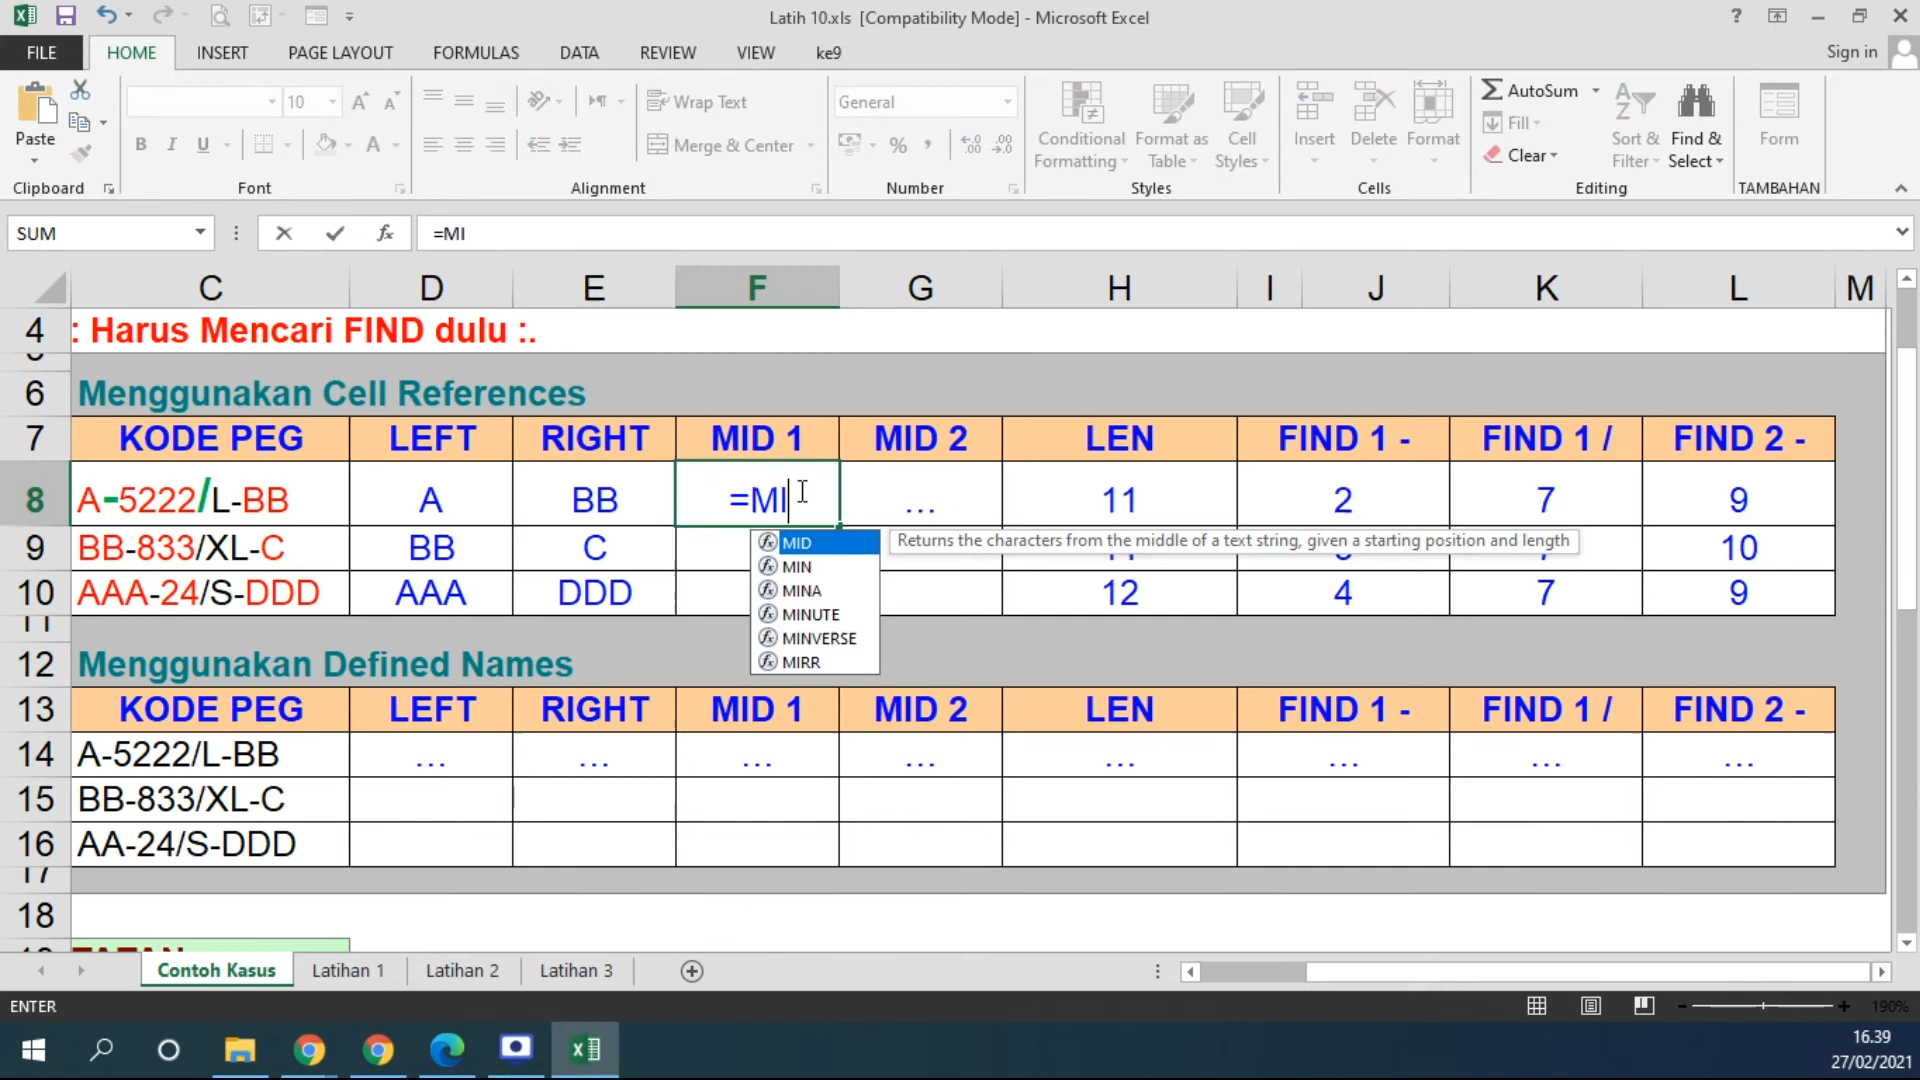 Latih 10.xls [Compatibility Mode] - Microsoft Excel
FILE HOME INSERT PAGE LAYOUT FORMULAS DATA REVIEW VIEW ke9 Sign in
Paste
Clipboard
10
B I U A
Font
Wrap Text
Merge & Center
Alignment
General
%
Number
Conditional Formatting
Format as Table
Cell Styles
Styles
Insert Delete Format
Cells
AutoSum
Fill
Clear
Sort & Filter
Find & Select
Editing
Form
TAMBAHAN
SUM fx =MI
C D E F G H I J K L M
4 : Harus Mencari FIND dulu :.
6 Menggunakan Cell References
7 KODE PEG LEFT RIGHT MID 1 MID 2 LEN FIND 1 - FIND 1 / FIND 2 -
8 A-5222/L-BB A BB =MI ... 11 2 7 9
9 BB-833/XL-C BB C 10
10 AAA-24/S-DDD AAA DDD 12 4 7 9
11
MID
MIN
MINA
MINUTE
MINVERSE
MIRR
Returns the characters from the middle of a text string, given a starting position and length
12 Menggunakan Defined Names
13 KODE PEG LEFT RIGHT MID 1 MID 2 LEN FIND 1 - FIND 1 / FIND 2 -
14 A-5222/L-BB ... ... ... ... ... ... ... ...
15 BB-833/XL-C
16 AA-24/S-DDD
17
18
Contoh Kasus Latihan 1 Latihan 2 Latihan 3
ENTER 190%
16.39
27/02/2021